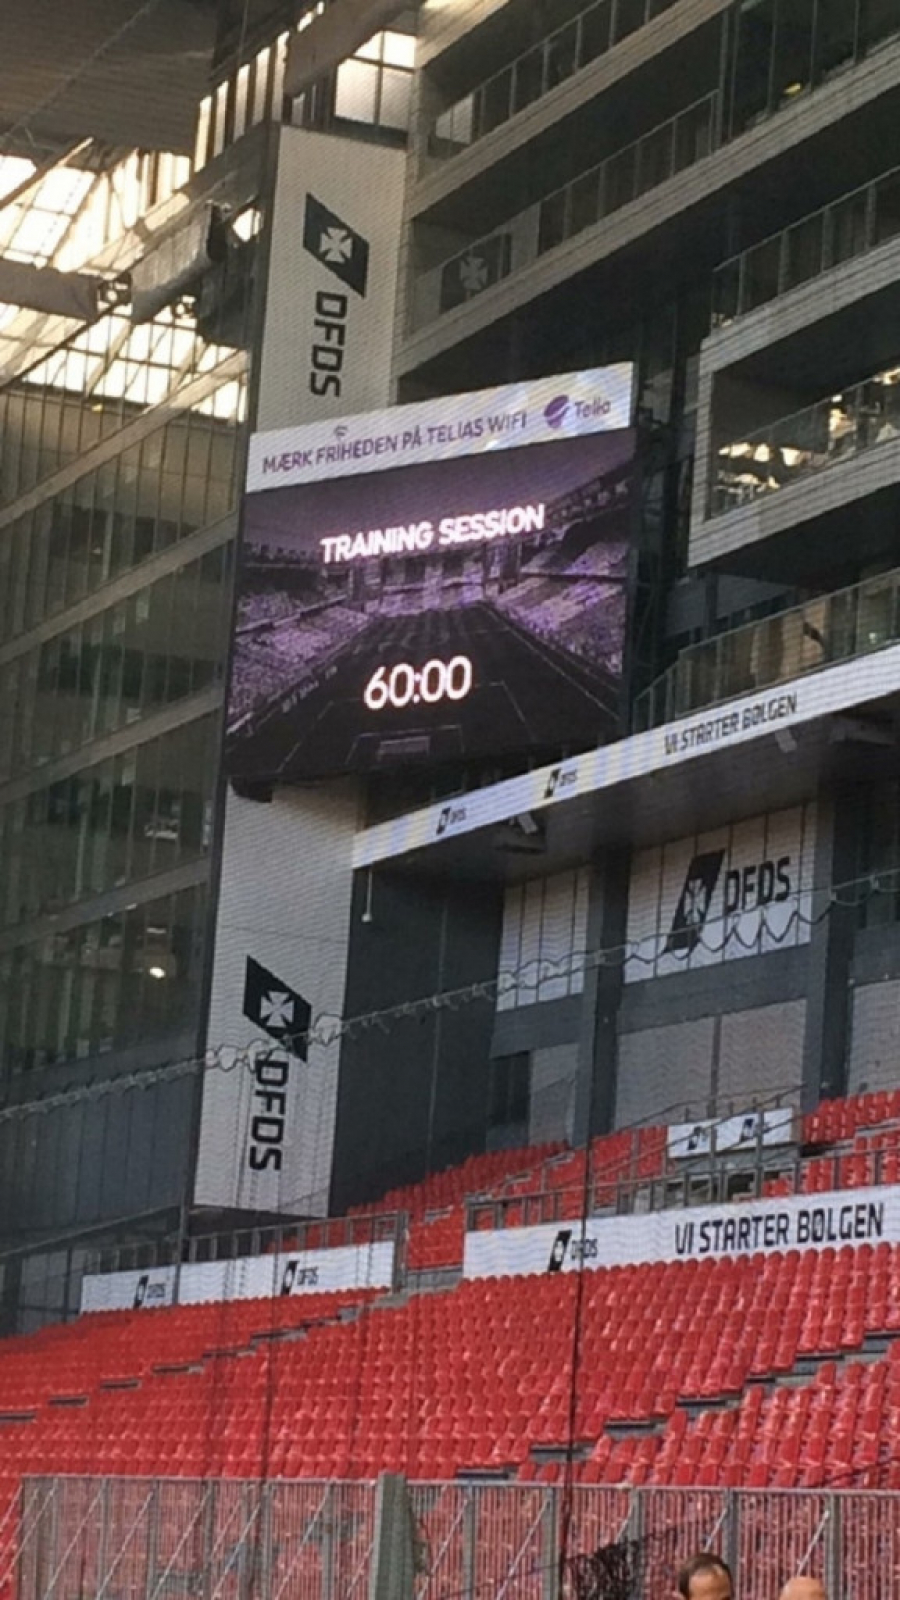 DFDS
MÆRK FRIHEDEN PÅ TELIAS WIFI Telia
TRAINING SESSION
60:00
VI STARTER BØLGEN
DFDS
DFDS
DFDS
DFDS
DFDS VI STARTER BØLGEN
DFDS
DFDS